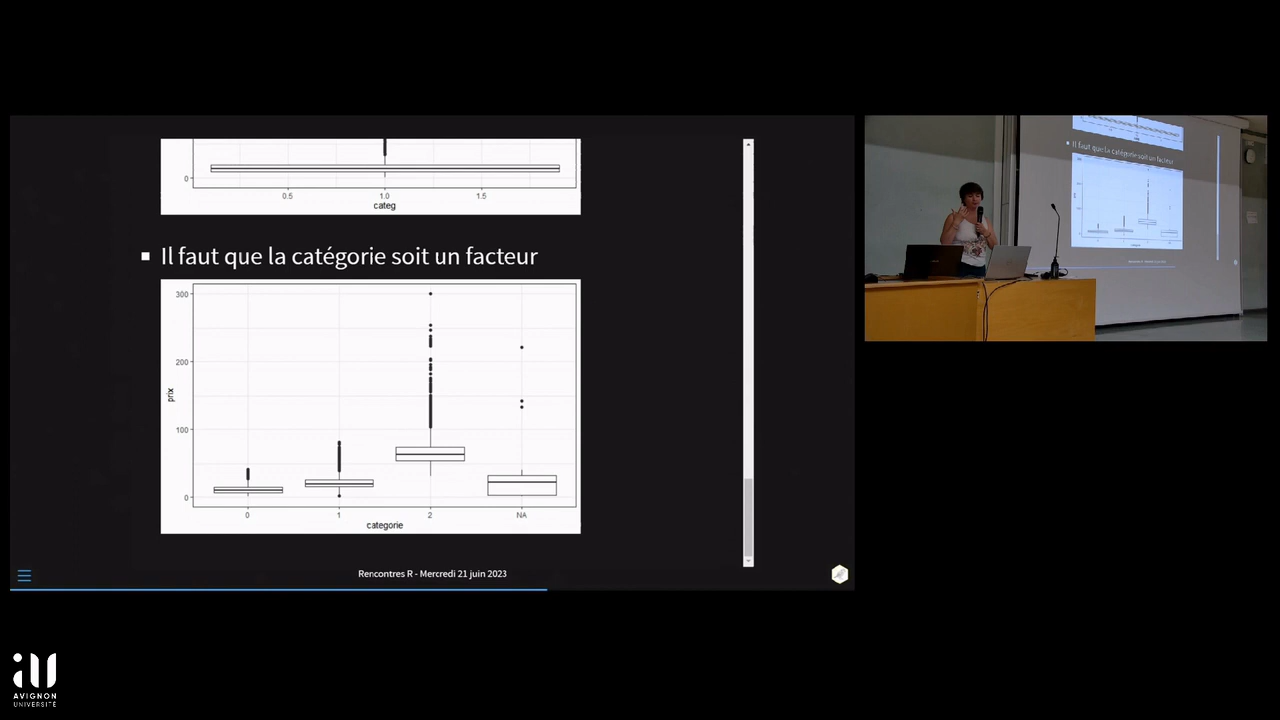 0
0.5 1.0 1.5
categ
Il faut que la catégorie soit un facteur
300
200
100
0
prix
0 1 2 NA
categorie
Rencontres R - Mercredi 21 juin 2023
Il faut que la catégorie soit un facteur
AVIGNON
UNIVERSITÉ